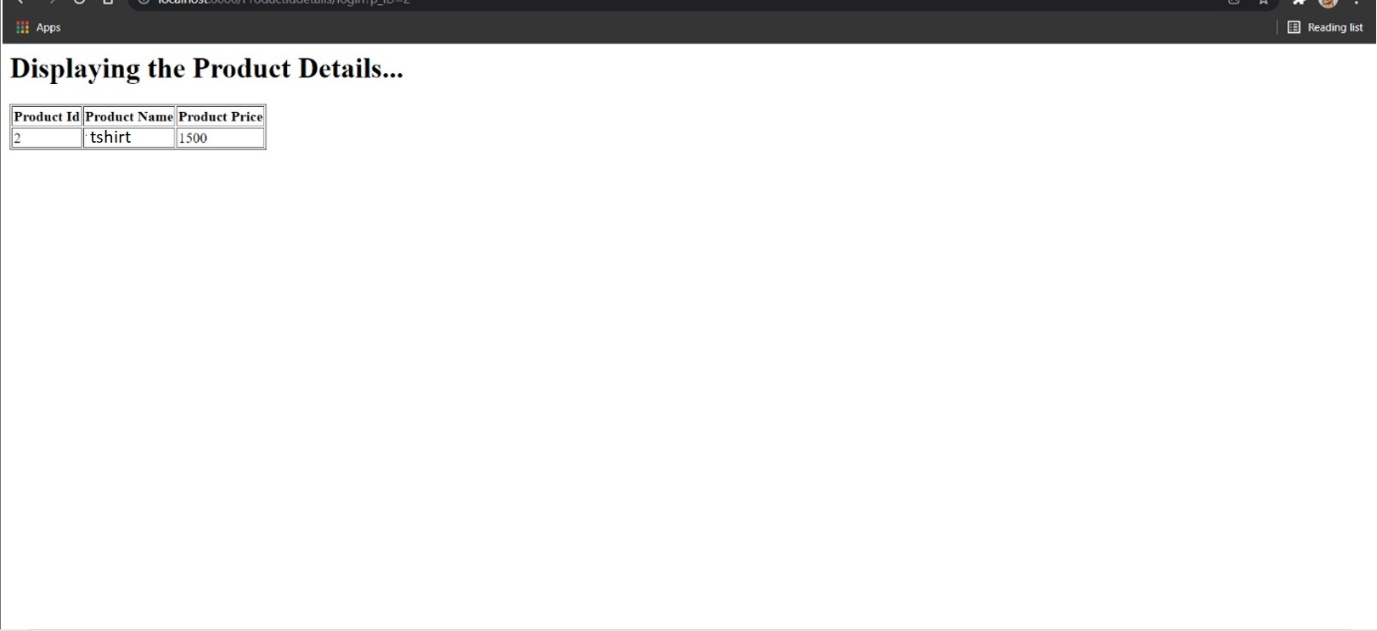 Apps
Reading list
Displaying the Product Details...
Product Id Product Name Product Price
2 tshirt 1500